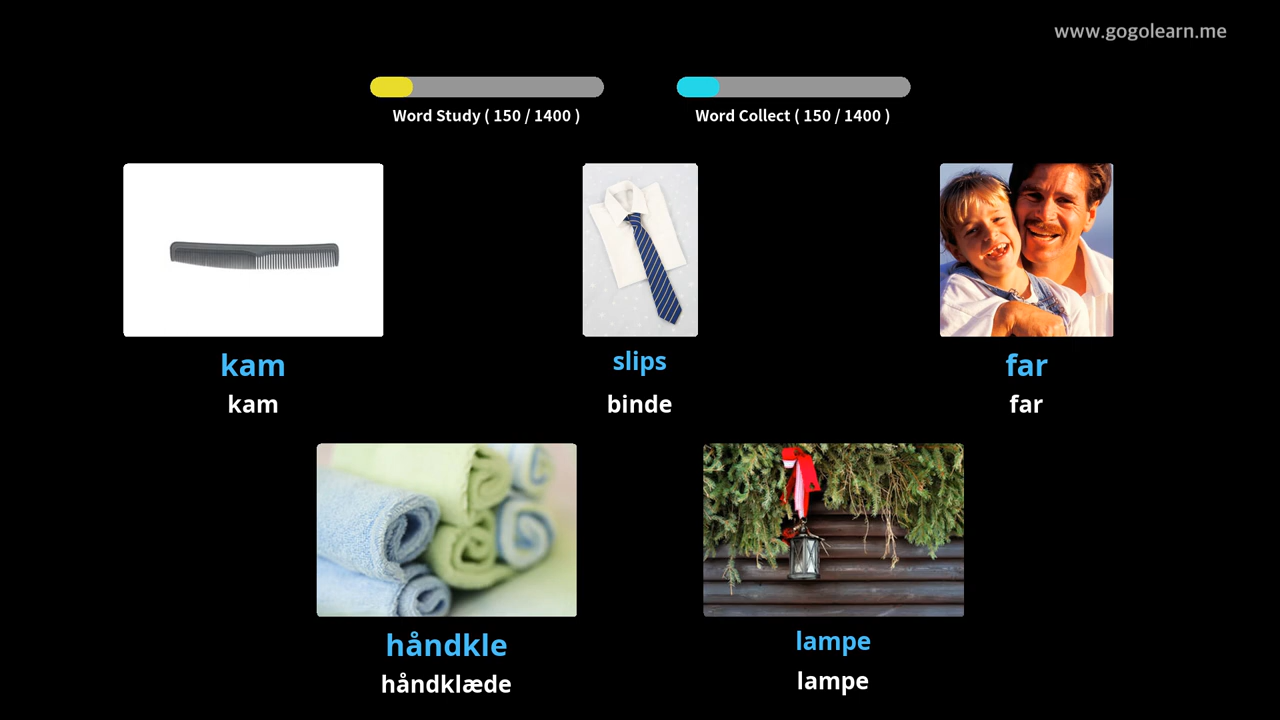 www.gogolearn.me
Word Study ( 150 / 1400 )
Word Collect ( 150 / 1400 )
kam
kam
slips
binde
far
far
håndkle
håndklæde
lampe
lampe